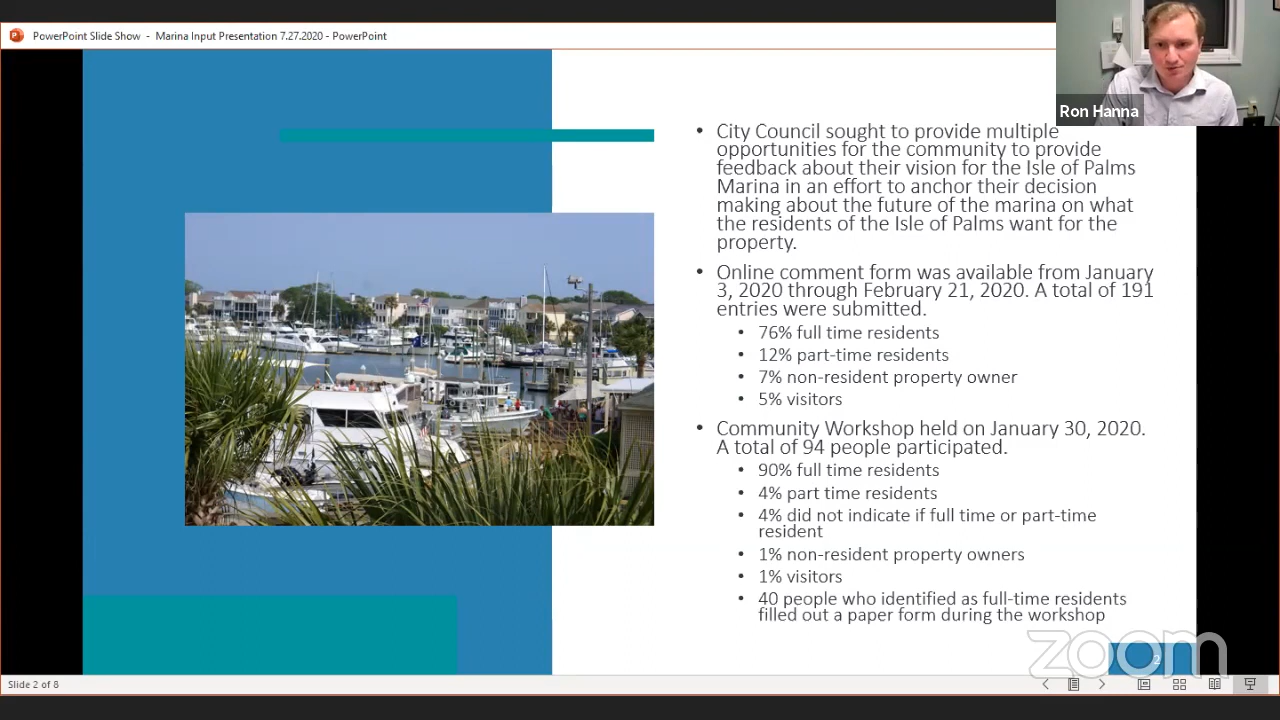 PowerPoint Slide Show - Marina Input Presentation 7.27.2020 - PowerPoint
Ron Hanna
• City Council sought to provide multiple
opportunities for the community to provide
feedback about their vision for the Isle of Palms
Marina in an effort to anchor their decision
making about the future of the marina on what
the residents of the Isle of Palms want for the
property.
• Online comment form was available from January
3, 2020 through February 21, 2020. A total of 191
entries were submitted.
• 76% full time residents
• 12% part-time residents
• 7% non-resident property owner
• 5% visitors
• Community Workshop held on January 30, 2020.
A total of 94 people participated.
• 90% full time residents
• 4% part time residents
• 4% did not indicate if full time or part-time
resident
• 1% non-resident property owners
• 1% visitors
• 40 people who identified as full-time residents
filled out a paper form during the workshop
zoom
2
Slide 2 of 8